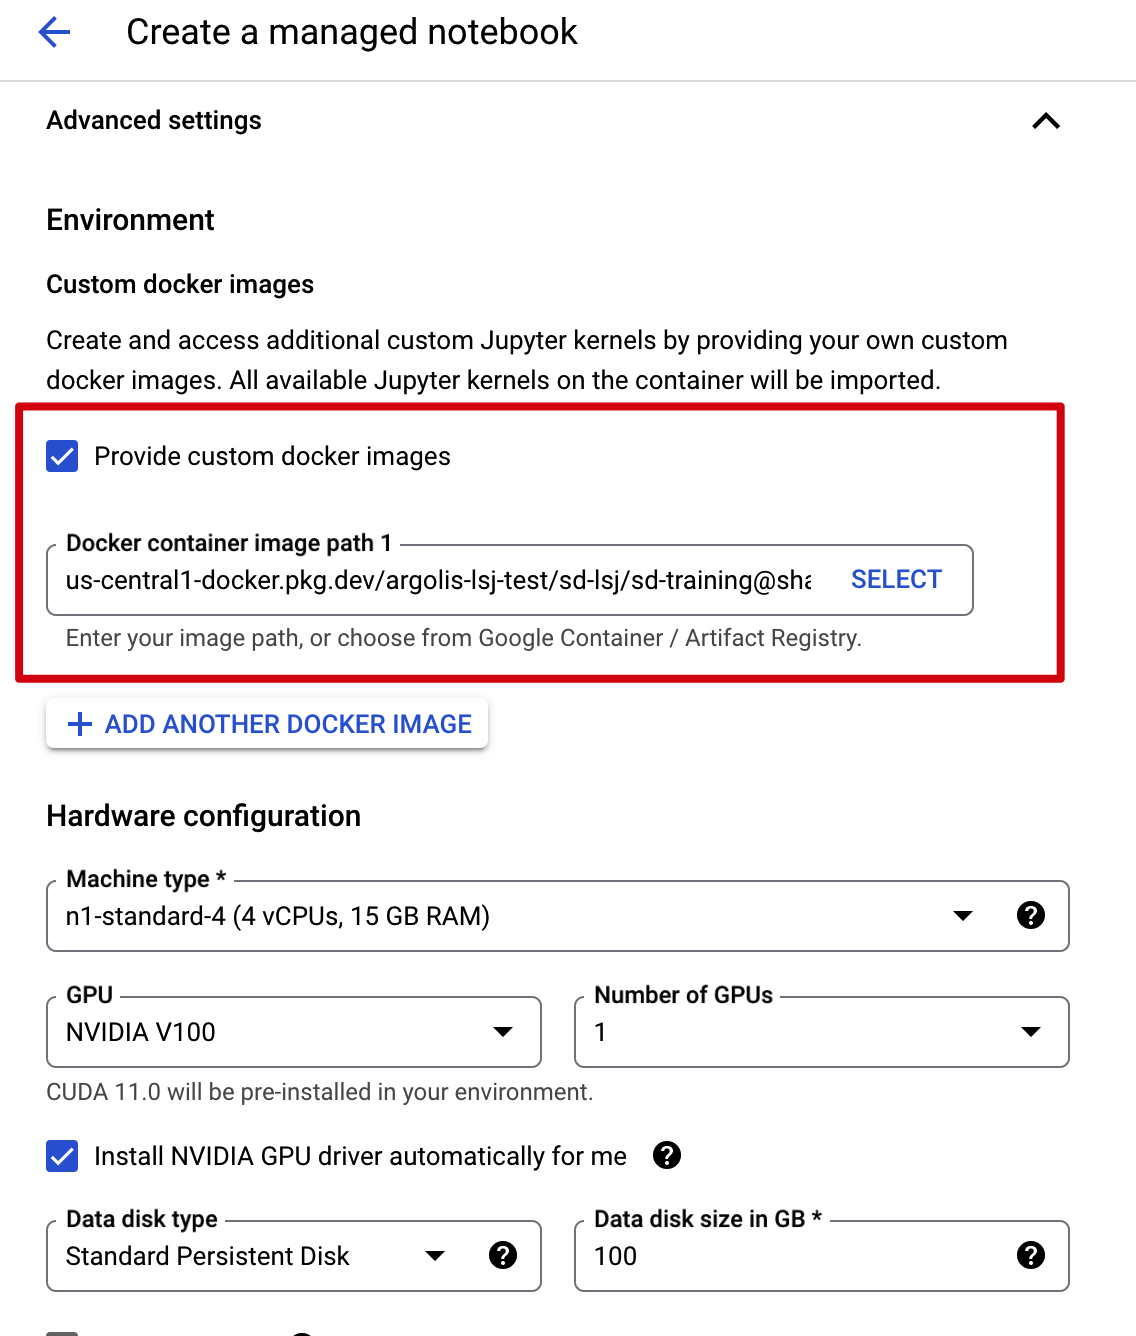 Create a managed notebook
Advanced settings
Environment
Custom docker images
Create and access additional custom Jupyter kernels by providing your own custom
docker images. All available Jupyter kernels on the container will be imported.
Provide custom docker images
Docker container image path 1
us-central1-docker.pkg.dev/argolis-lsj-test/sd-lsj/sd-training@sha
SELECT
Enter your image path, or choose from Google Container / Artifact Registry.
ADD ANOTHER DOCKER IMAGE
Hardware configuration
Machine type *
n1-standard-4 (4 vCPUs, 15 GB RAM)
GPU
NVIDIA V100
Number of GPUs
1
CUDA 11.0 will be pre-installed in your environment.
Install NVIDIA GPU driver automatically for me
Data disk type
Standard Persistent Disk
Data disk size in GB *
100